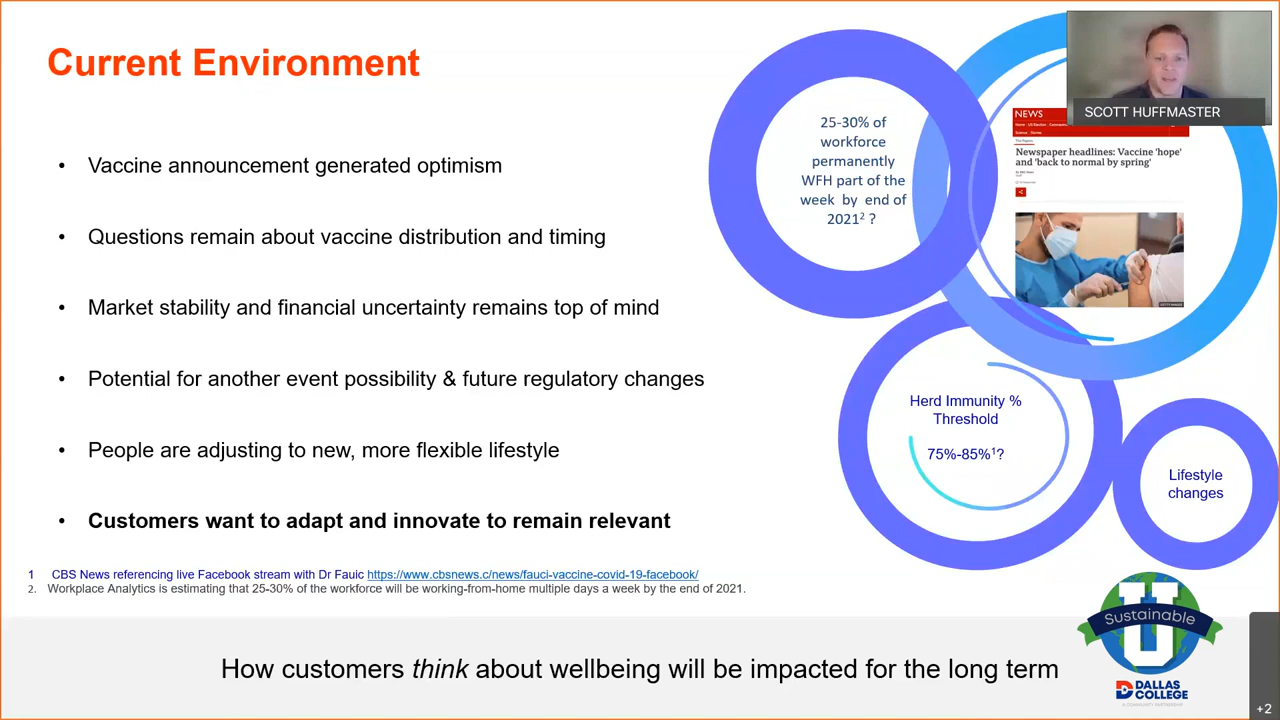 Current Environment
• Vaccine announcement generated optimism
• Questions remain about vaccine distribution and timing
• Market stability and financial uncertainty remains top of mind
• Potential for another event possibility & future regulatory changes
• People are adjusting to new, more flexible lifestyle
• Customers want to adapt and innovate to remain relevant
25-30% of
workforce
permanently
WFH part of the
week by end of
2021² ?
SCOTT HUFFMASTER
NEWS
Newspaper headlines: Vaccine 'hope'
and 'back to normal by spring'
Herd Immunity %
Threshold
75%-85%¹?
Lifestyle
changes
1 CBS News referencing live Facebook stream with Dr Fauic https://www.cbsnews.c/news/fauci-vaccine-covid-19-facebook/
2. Workplace Analytics is estimating that 25-30% of the workforce will be working-from-home multiple days a week by the end of 2021.
How customers think about wellbeing will be impacted for the long term
U
Sustainable
DALLAS
COLLEGE
A COMMUNITY PARTNERSHIP
+2